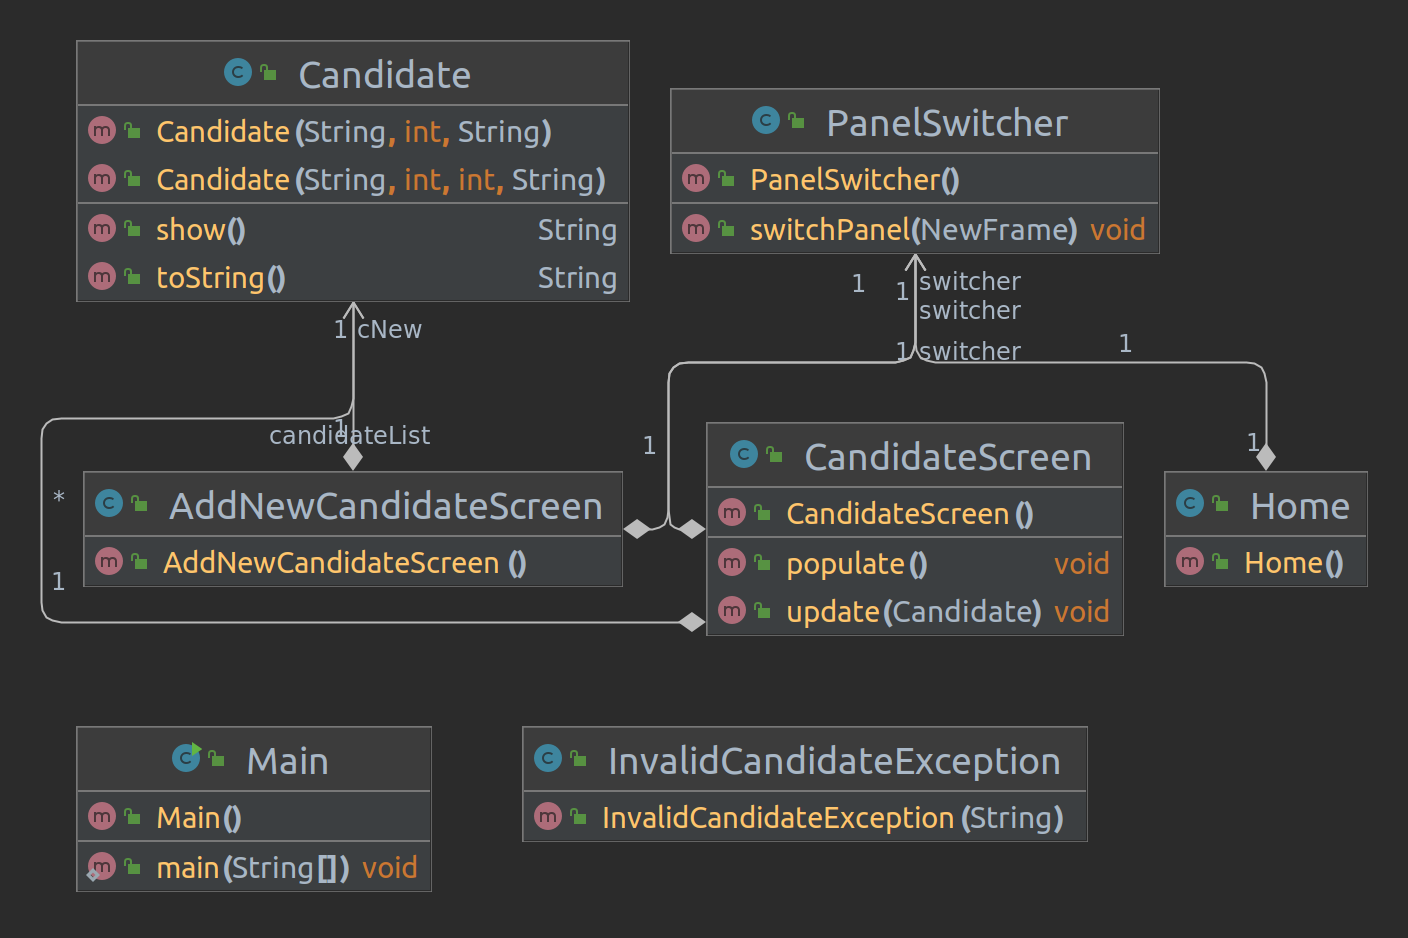 Candidate
Candidate(String, int, String)
Candidate(String, int, int, String)
show() String
toString() String
PanelSwitcher
PanelSwitcher()
switchPanel(NewFrame) void
1 cNew
1
1 switcher
switcher
1 switcher
1
1
candidateList
1
1
*
1
AddNewCandidateScreen
AddNewCandidateScreen ()
CandidateScreen
CandidateScreen ()
populate() void
update(Candidate) void
Home
Home()
Main
Main()
main(String[]) void
InvalidCandidateException
InvalidCandidateException (String)